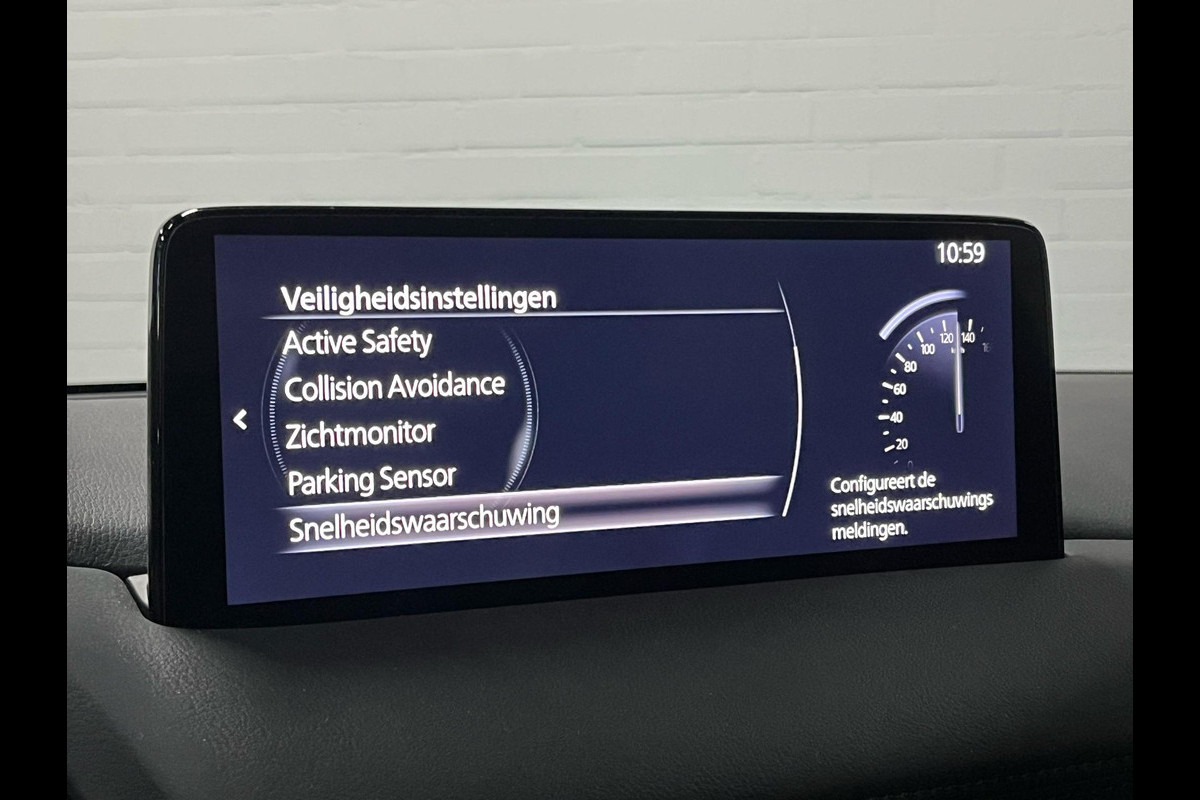 10:59
Veiligheidsinstellingen
Active Safety
Collision Avoidance
Zichtmonitor
Parking Sensor
Snelheidswaarschuwing
140
120
100
80
60
40
20
0
Configureert de
snelheidswaarschuwings
meldingen.